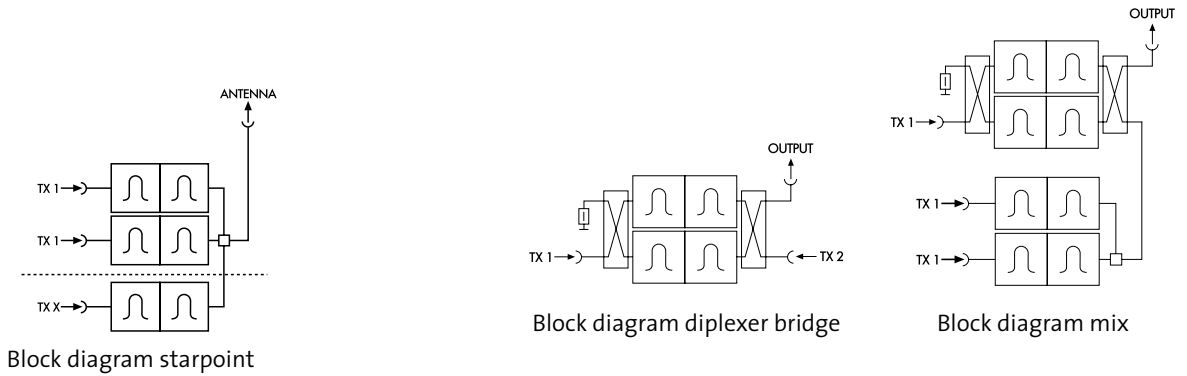 ANTENNA
TX 1
TX 1
TX X
Block diagram starpoint
OUTPUT
TX 1
TX 2
Block diagram diplexer bridge
OUTPUT
TX 1
TX 1
TX 1
Block diagram mix